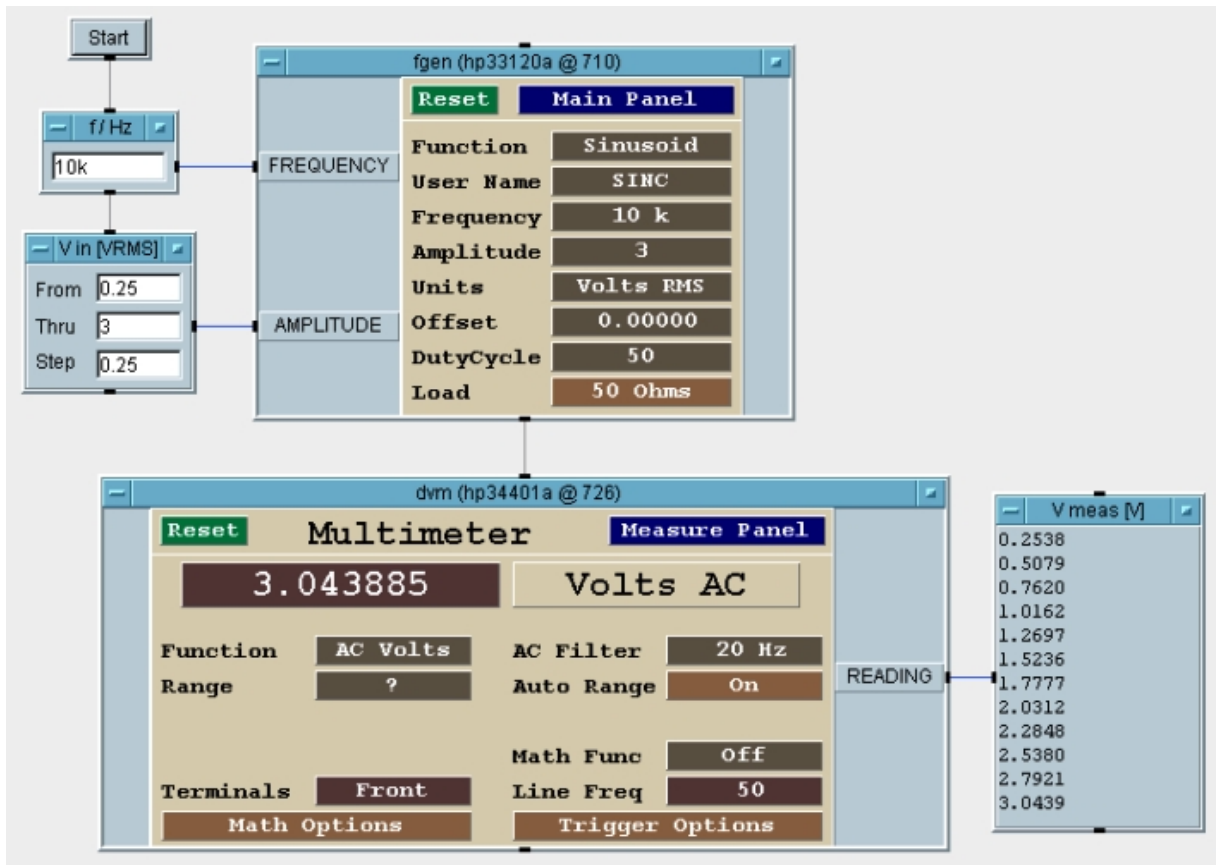 Start
fgen (hp33120a @ 710)
Reset Main Panel
f / Hz
10k
FREQUENCY
Function Sinusoid
User Name SINC
Frequency 10 k
Amplitude 3
Units Volts RMS
Offset 0.00000
DutyCycle 50
Load 50 Ohms
V in [VRMS]
From 0.25
Thru 3
Step 0.25
AMPLITUDE
dvm (hp34401a @ 726)
Reset Multimeter Measure Panel
3.043885 Volts AC
Function AC Volts AC Filter 20 Hz
Range ? Auto Range On
Math Func Off
Terminals Front Line Freq 50
Math Options Trigger Options
READING
V meas [V]
0.2538
0.5079
0.7620
1.0162
1.2697
1.5236
1.7777
2.0312
2.2848
2.5380
2.7921
3.0439